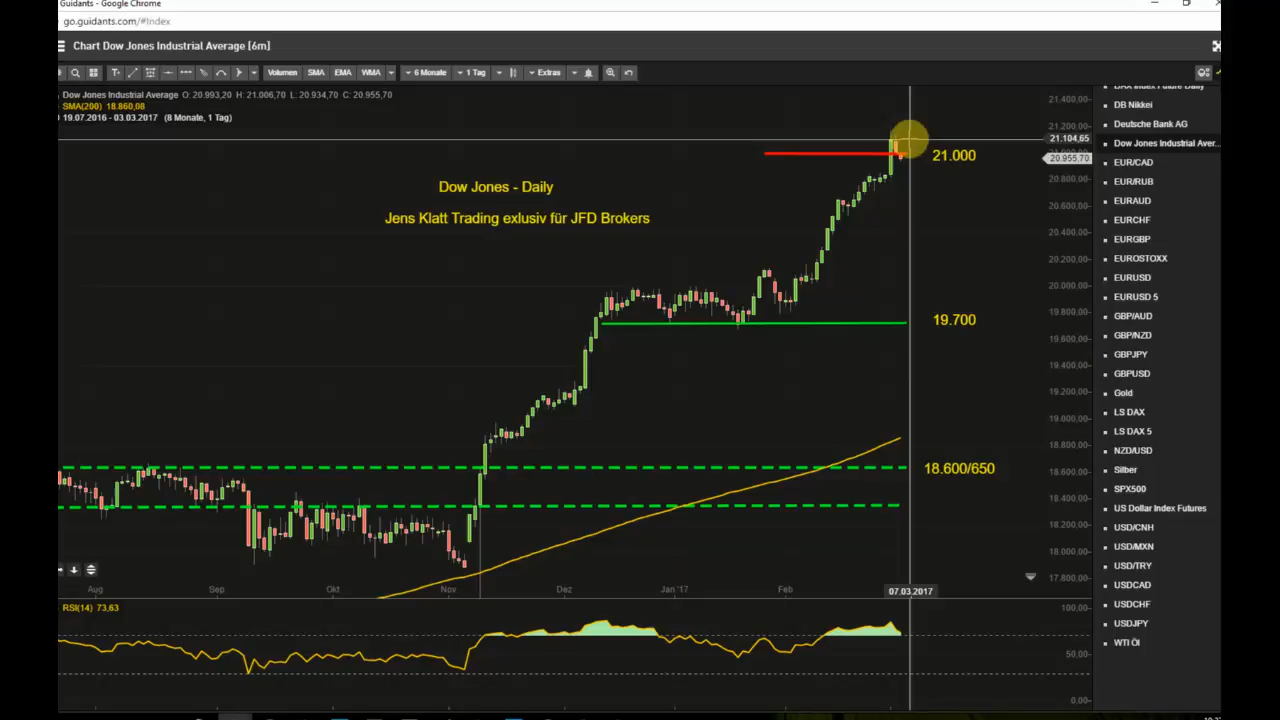 Guidants - Google Chrome
go.guidants.com/#Index
Chart Dow Jones Industrial Average [6m]
T+ Volumen SMA EMA WMA 6 Monate 1 Tag Extras
Dow Jones Industrial Average O: 20.993,20 H: 21.006,70 L: 20.934,70 C: 20.955,70
SMA(200) 18.860,08
19.07.2016 - 03.03.2017 (8 Monate, 1 Tag)
Dow Jones - Daily
Jens Klatt Trading exlusiv für JFD Brokers
21.000
19.700
18.600/650
21.400,00
21.200,00
21.104,65
20.955,70
20.800,00
20.600,00
20.400,00
20.200,00
20.000,00
19.800,00
19.600,00
19.400,00
19.200,00
19.000,00
18.800,00
18.600,00
18.400,00
18.200,00
18.000,00
17.800,00
Aug Sep Okt Nov Dez Jan '17 Feb 07.03.2017
RSI(14) 73,63
100,00
50,00
0,00
DAX Index Future Daily
DB Nikkei
Deutsche Bank AG
Dow Jones Industrial Aver...
EUR/CAD
EUR/RUB
EURAUD
EURCHF
EURGBP
EUROSTOXX
EURUSD
EURUSD 5
GBP/AUD
GBP/NZD
GBPJPY
GBPUSD
Gold
LS DAX
LS DAX 5
NZD/USD
Silber
SPX500
US Dollar Index Futures
USD/CNH
USD/MXN
USD/TRY
USDCAD
USDCHF
USDJPY
WTI Öl